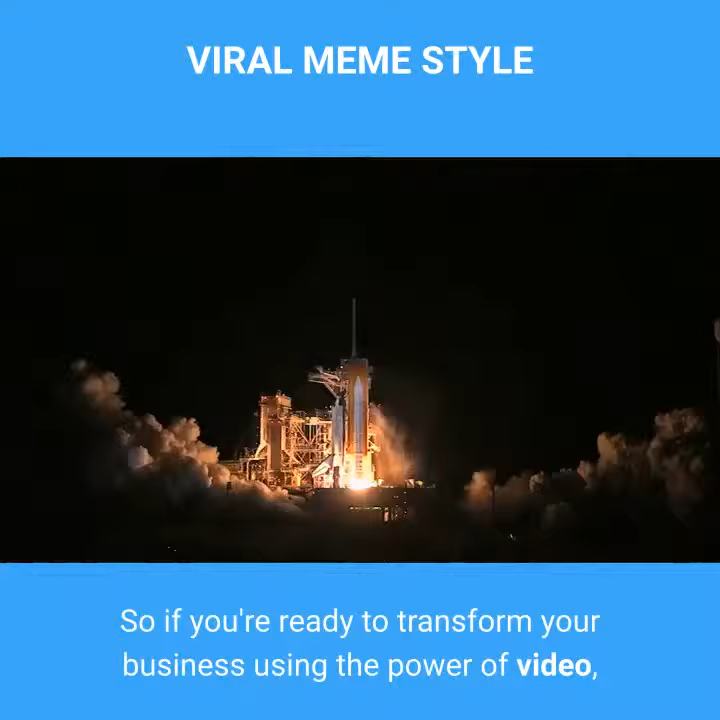 VIRAL MEME STYLE
So if you're ready to transform your
business using the power of video,